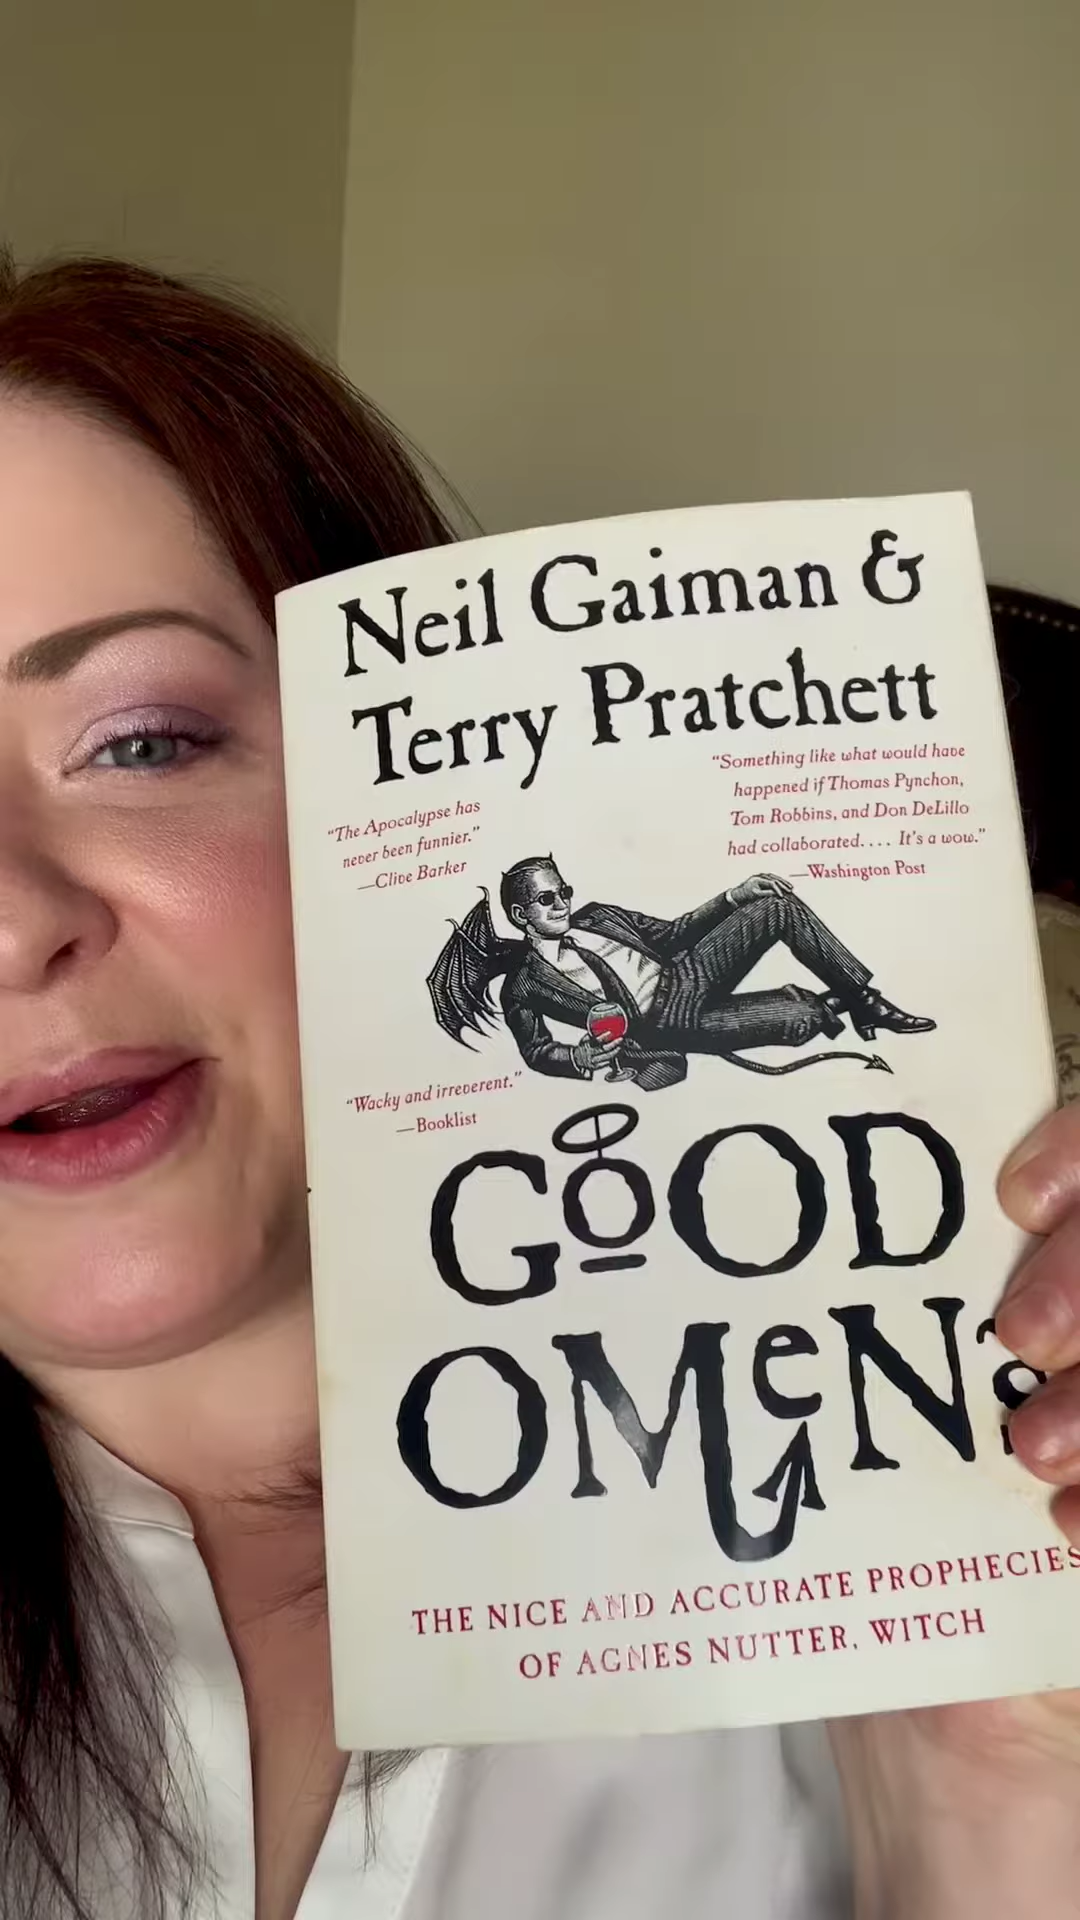 Neil Gaiman &
Terry Pratchett
“Something like what would have
happened if Thomas Pynchon,
Tom Robbins, and Don DeLillo
had collaborated.... It's a wow.”
—Washington Post
“The Apocalypse has
never been funnier.”
—Clive Barker
“Wacky and irreverent.”
—Booklist
GOOD
OMeNs
THE NICE AND ACCURATE PROPHECIES
OF AGNES NUTTER, WITCH